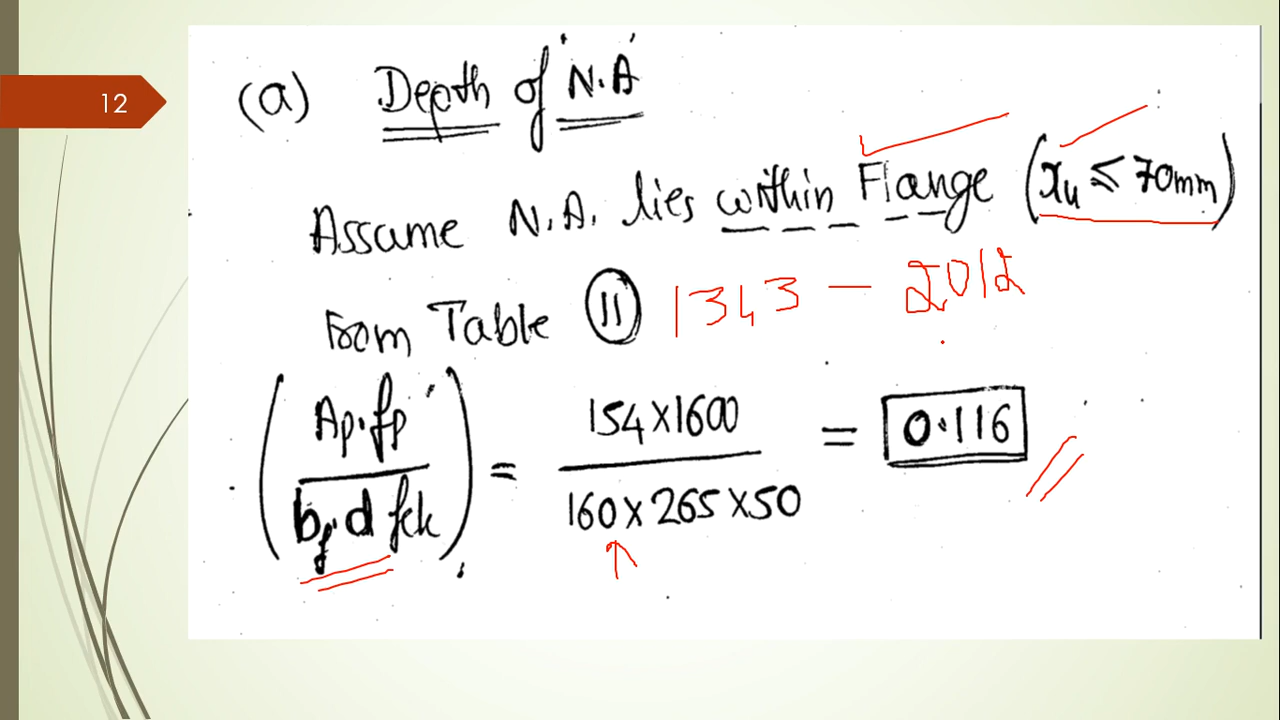 12
(a) Depth of N.A
Assume N.A. lies within Flange (xu ≤ 70mm)
From Table 11 1343 – 2012
(Ap.fp / bf.d fck) = 154×1600 / 160×265×50 = 0.116